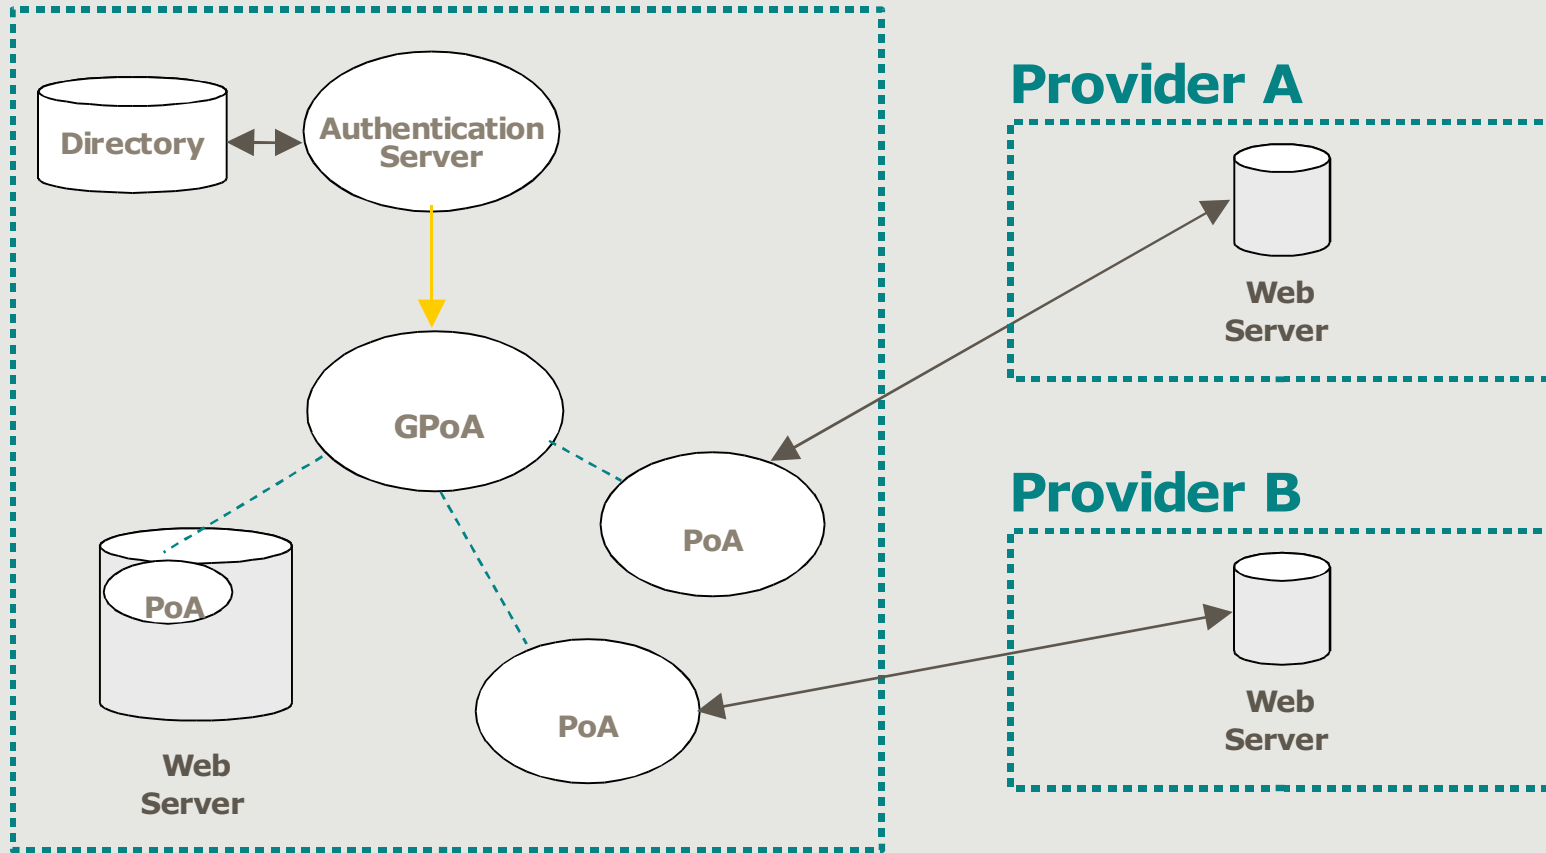 Provider A
Directory
Authentication
Server
Web
Server
GPoA
Provider B
PoA
PoA
PoA
Web
Server
Web
Server